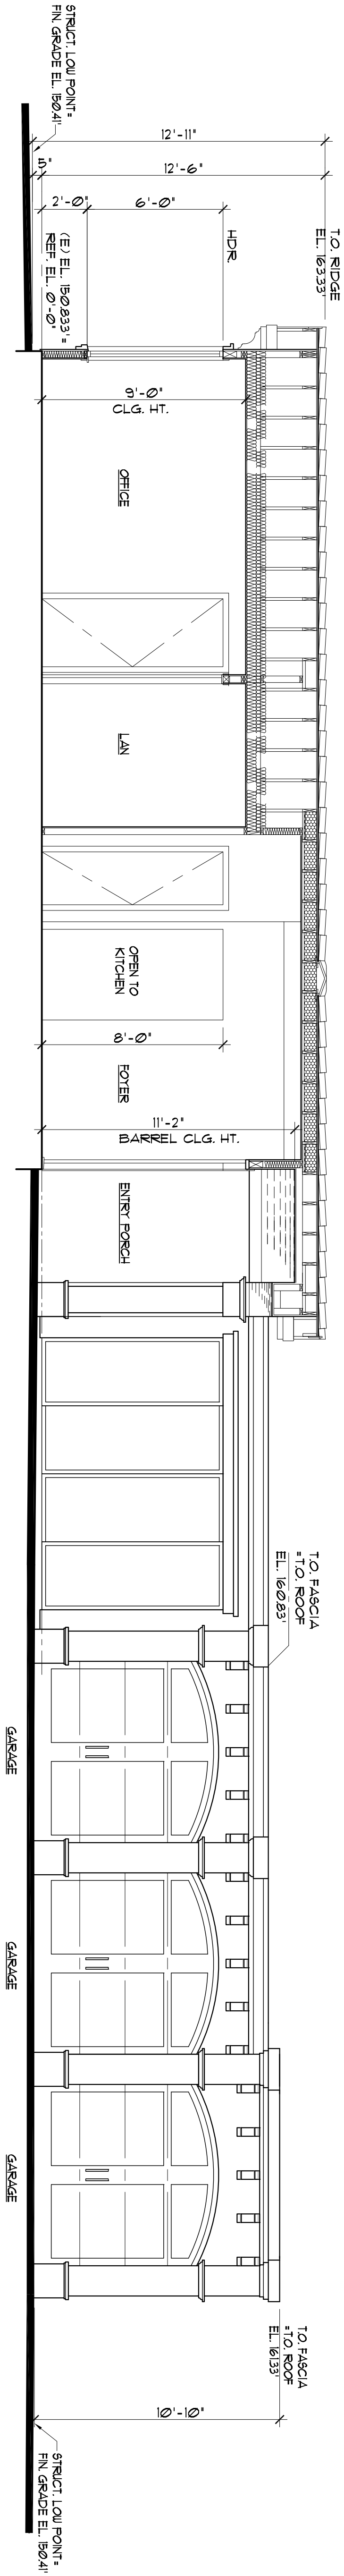 STRUCT. LOW POINT =
FIN. GRADE EL. 150.41'
12'-11"
12'-6"
5"
2'-0"
6'-0"
T.O. RIDGE
EL. 163.33'
HDR.
(E) EL. 150.833' =
REF. EL. 0'-0"
9'-0"
CLG. HT.
OFFICE
LAN
OPEN TO
KITCHEN
8'-0"
FOYER
11'-2"
BARREL CLG. HT.
ENTRY PORCH
T.O. FASCIA
=T.O. ROOF
EL. 160.83'
GARAGE
GARAGE
GARAGE
T.O. FASCIA
=T.O. ROOF
EL. 161.33'
10'-10"
STRUCT. LOW POINT =
FIN. GRADE EL. 150.41'